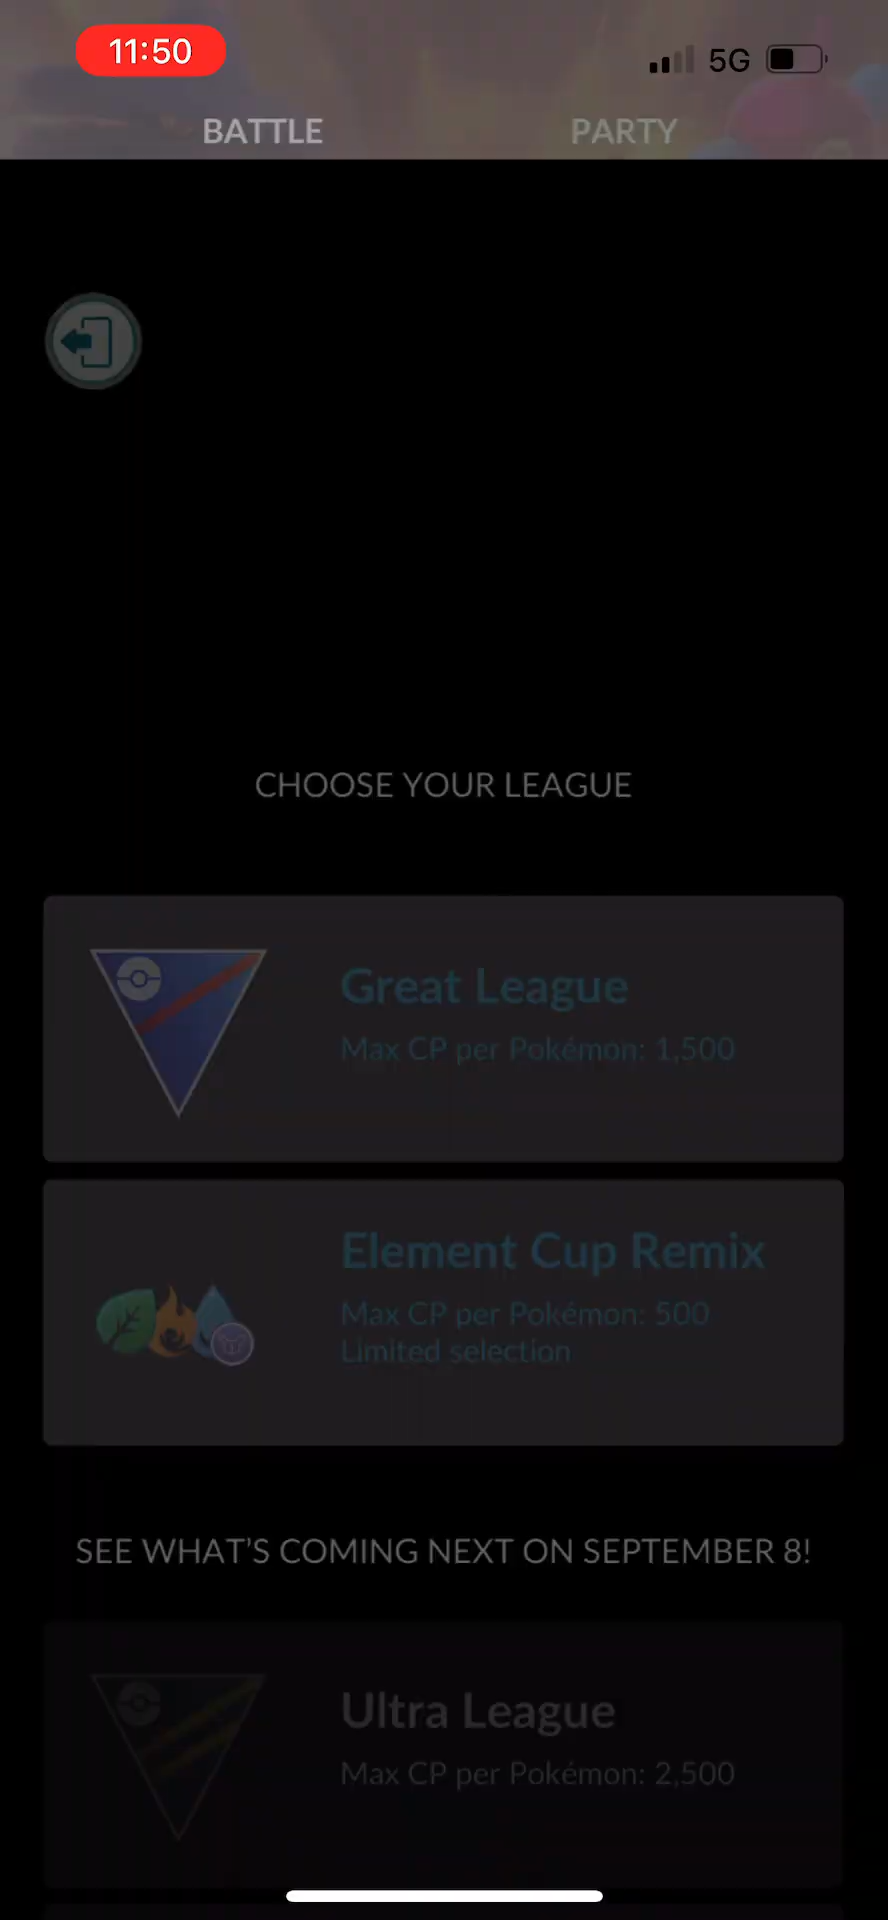 11:50
5G
BATTLE
PARTY
CHOOSE YOUR LEAGUE
Great League
Max CP per Pokémon: 1,500
Element Cup Remix
Max CP per Pokémon: 500
Limited selection
SEE WHAT'S COMING NEXT ON SEPTEMBER 8!
Ultra League
Max CP per Pokémon: 2,500